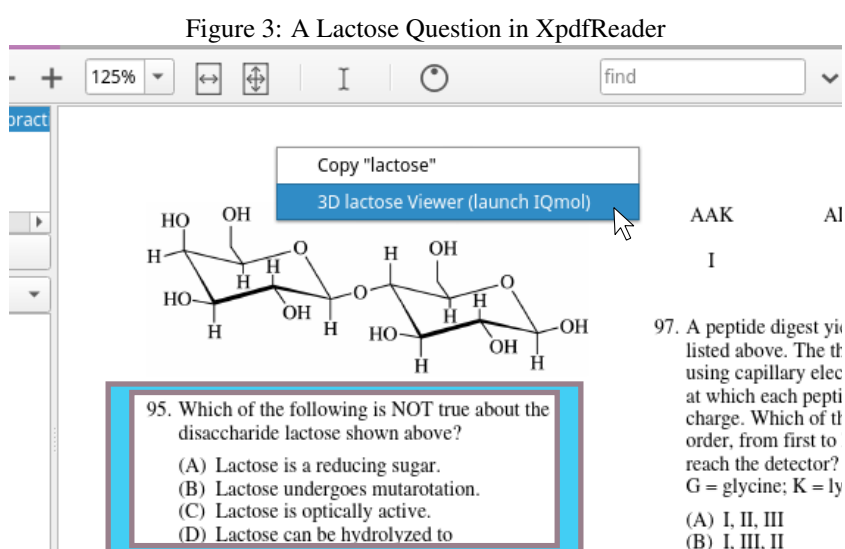 Figure 3: A Lactose Question in XpdfReader
125%
find
pract
Copy "lactose"
3D lactose Viewer (launch IQmol)
HO OH
H O
H H
HO OH
H H
O
H OH
O
H H
HO OH
H H
OH
95. Which of the following is NOT true about the
disaccharide lactose shown above?
(A) Lactose is a reducing sugar.
(B) Lactose undergoes mutarotation.
(C) Lactose is optically active.
(D) Lactose can be hydrolyzed to
AAK
I
97. A peptide digest yi
listed above. The th
using capillary elec
at which each pepti
charge. Which of th
order, from first to
reach the detector?
G = glycine; K = ly
(A) I, II, III
(B) I, III, II